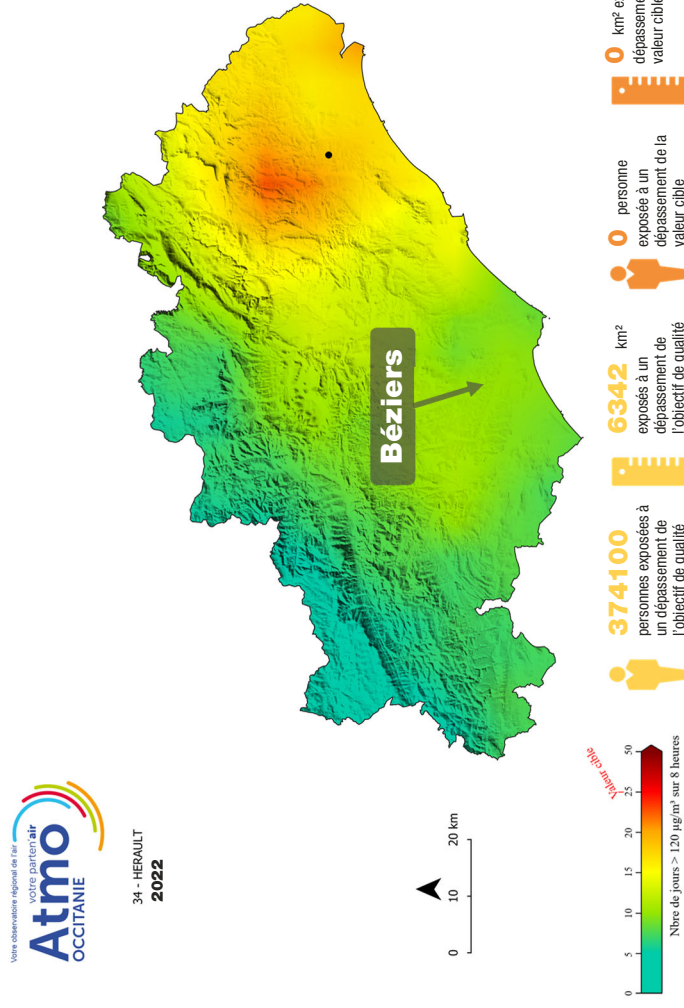 Votre observatoire régional de l'air
votre parten'air
Atmo
OCCITANIE
34 - HERAULT
2022
Béziers
0 10 20 km
Valeur cible
0 5 10 15 20 25 50
Nbre de jours > 120 µg/m³ sur 8 heures
374100
personnes exposées à
un dépassement de
l'objectif de qualité
6342 km²
exposés à un
dépassement de
l'objectif de qualité
0 personne
exposée à un
dépassement de la
valeur cible
0 km²
valeur cible